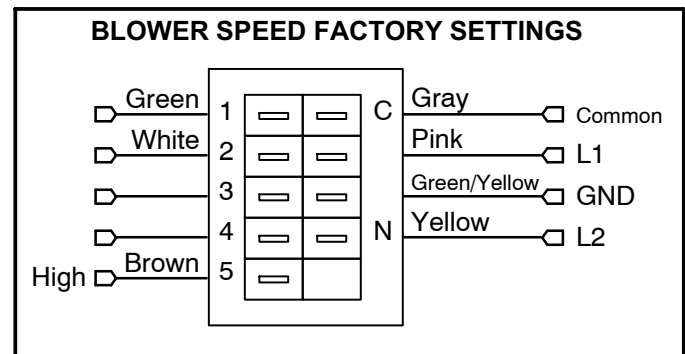 BLOWER SPEED FACTORY SETTINGS
Green 1 C Gray Common
White 2 Pink L1
3 Green/Yellow GND
4 N Yellow L2
High Brown 5